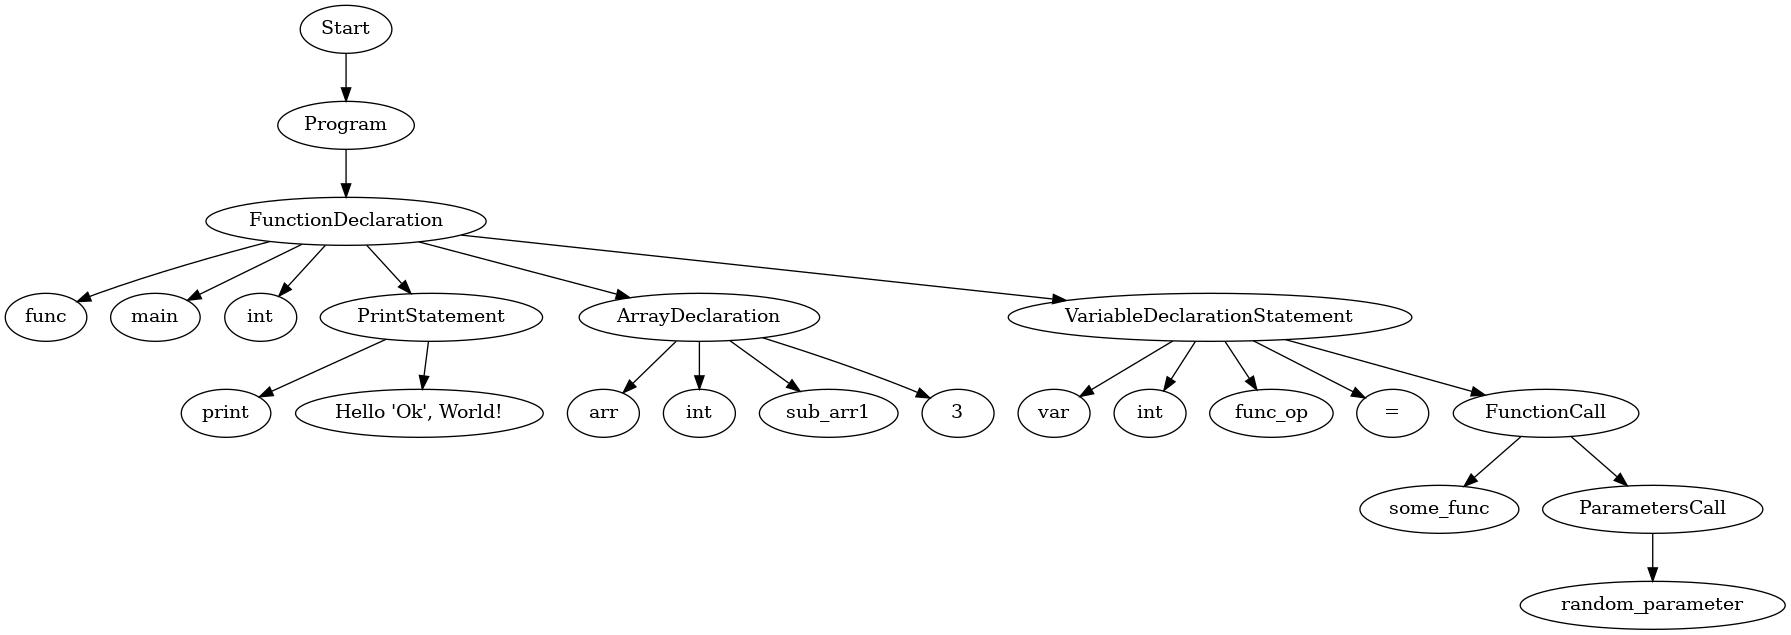 Start
Program
FunctionDeclaration
func
main
int
PrintStatement
ArrayDeclaration
VariableDeclarationStatement
print
Hello 'Ok', World!
arr
int
sub_arr1
3
var
int
func_op
=
FunctionCall
some_func
ParametersCall
random_parameter